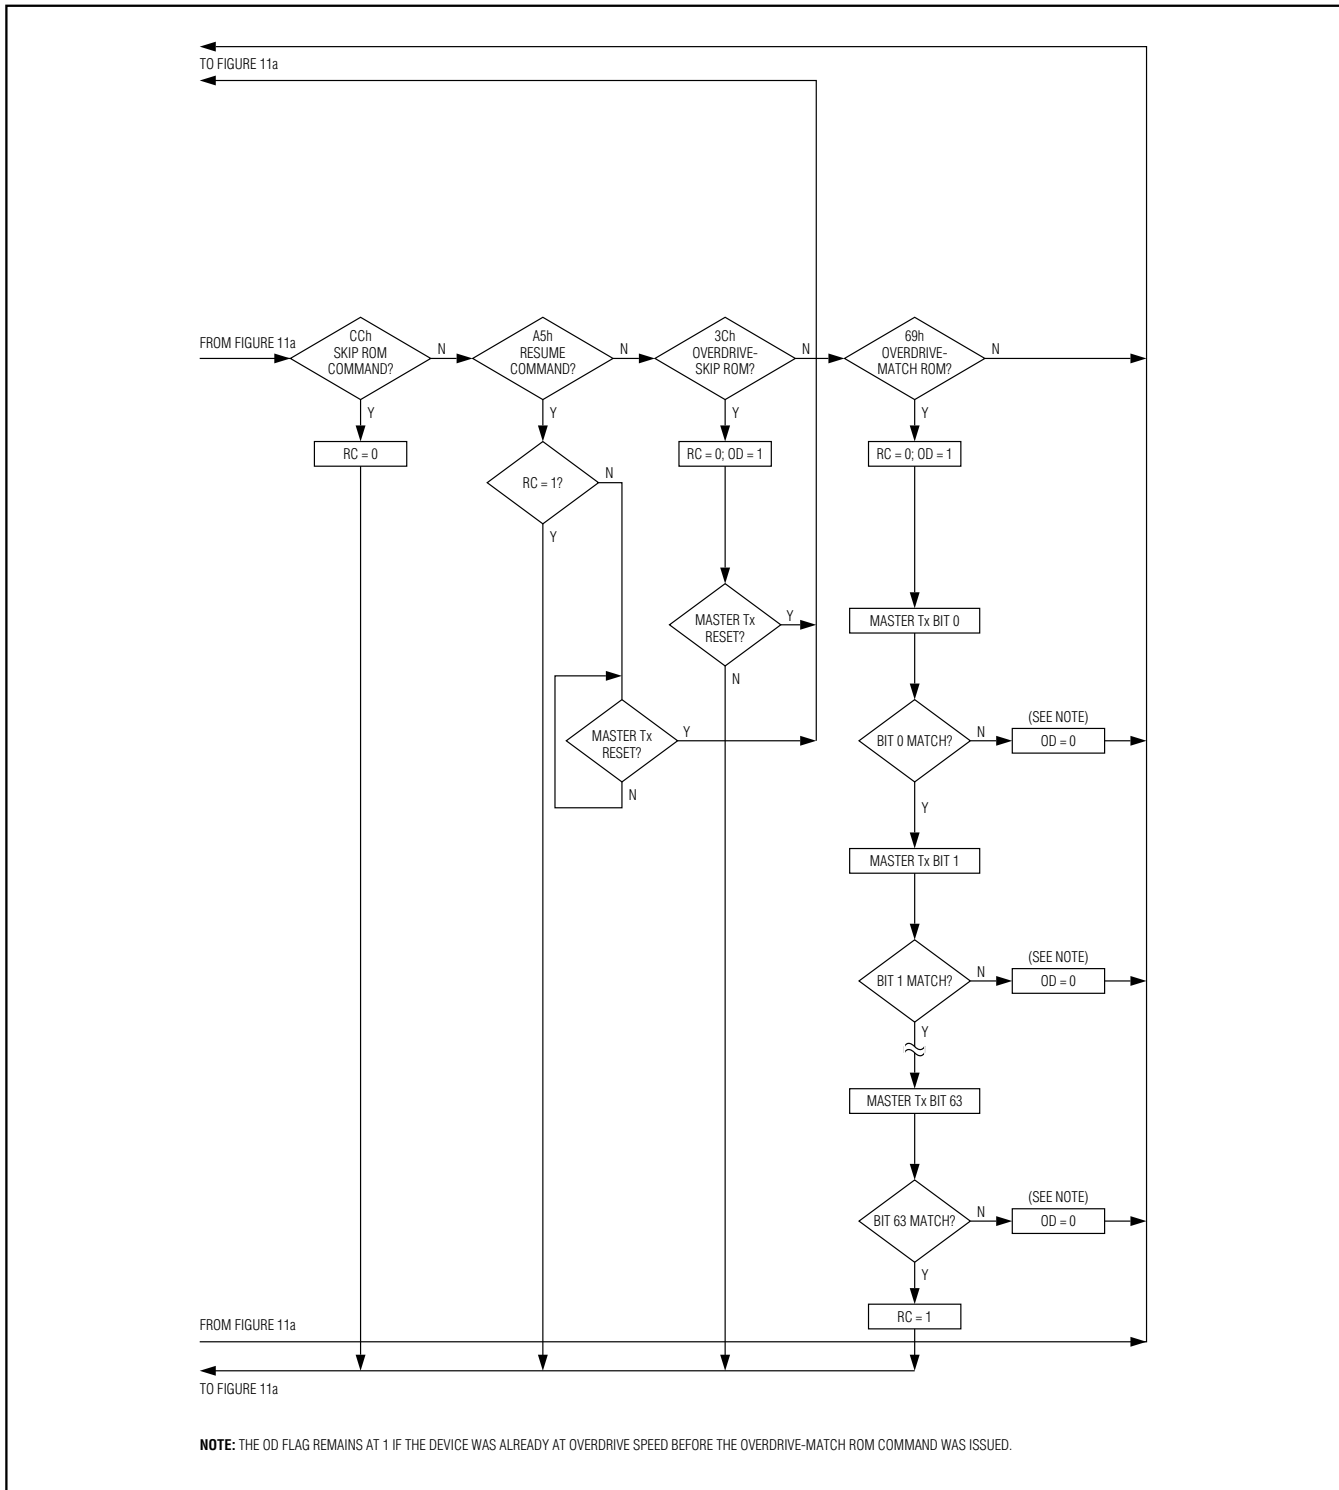 TO FIGURE 11a
FROM FIGURE 11a
CCh
SKIP ROM
COMMAND?
N
Y
RC = 0
A5h
RESUME
COMMAND?
N
Y
RC = 1?
N
Y
MASTER Tx
RESET?
Y
N
3Ch
OVERDRIVE-
SKIP ROM?
N
Y
RC = 0; OD = 1
MASTER Tx
RESET?
Y
N
69h
OVERDRIVE-
MATCH ROM?
N
Y
RC = 0; OD = 1
MASTER Tx BIT 0
BIT 0 MATCH?
N
(SEE NOTE)
OD = 0
Y
MASTER Tx BIT 1
BIT 1 MATCH?
N
(SEE NOTE)
OD = 0
Y
MASTER Tx BIT 63
BIT 63 MATCH?
N
(SEE NOTE)
OD = 0
Y
RC = 1
FROM FIGURE 11a
TO FIGURE 11a
NOTE: THE OD FLAG REMAINS AT 1 IF THE DEVICE WAS ALREADY AT OVERDRIVE SPEED BEFORE THE OVERDRIVE-MATCH ROM COMMAND WAS ISSUED.